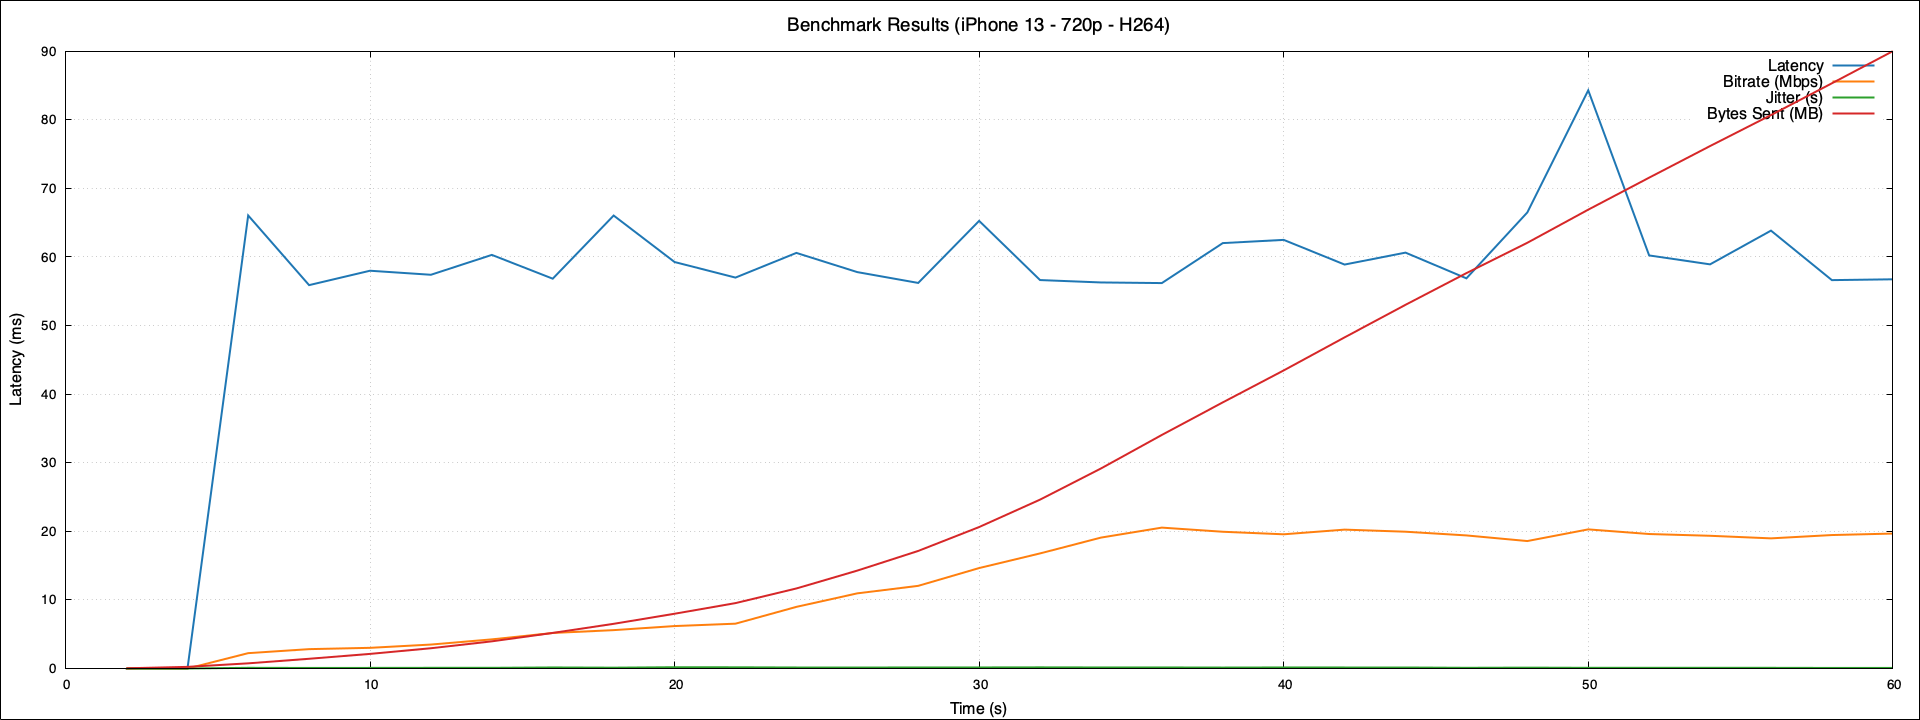 Benchmark Results (iPhone 13 - 720p - H264)
Latency
Bitrate (Mbps)
Jitter (s)
Bytes Sent (MB)
90
80
70
60
50
40
30
20
10
0
Latency (ms)
0 10 20 30 40 50 60
Time (s)